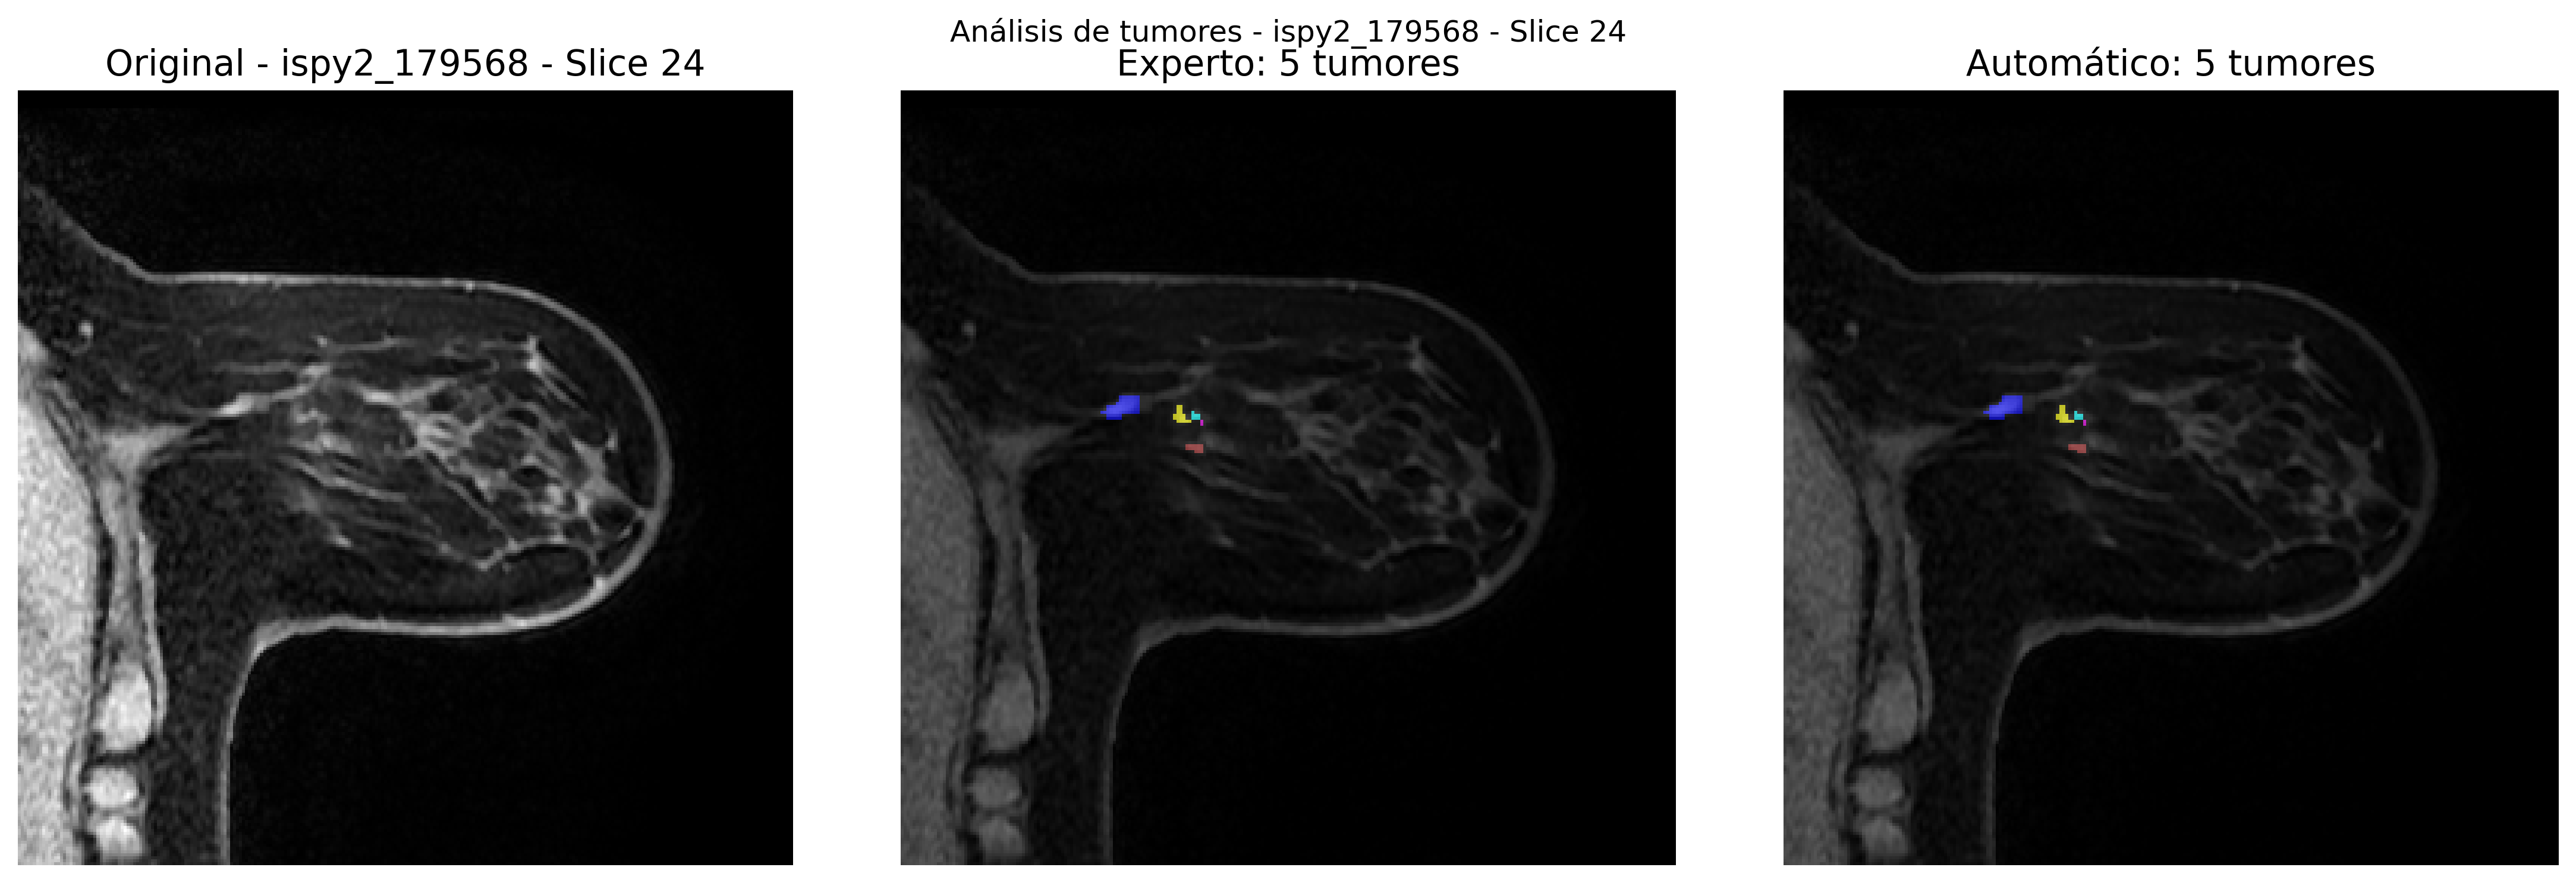 Análisis de tumores - ispy2_179568 - Slice 24
Original - ispy2_179568 - Slice 24
Experto: 5 tumores
Automático: 5 tumores